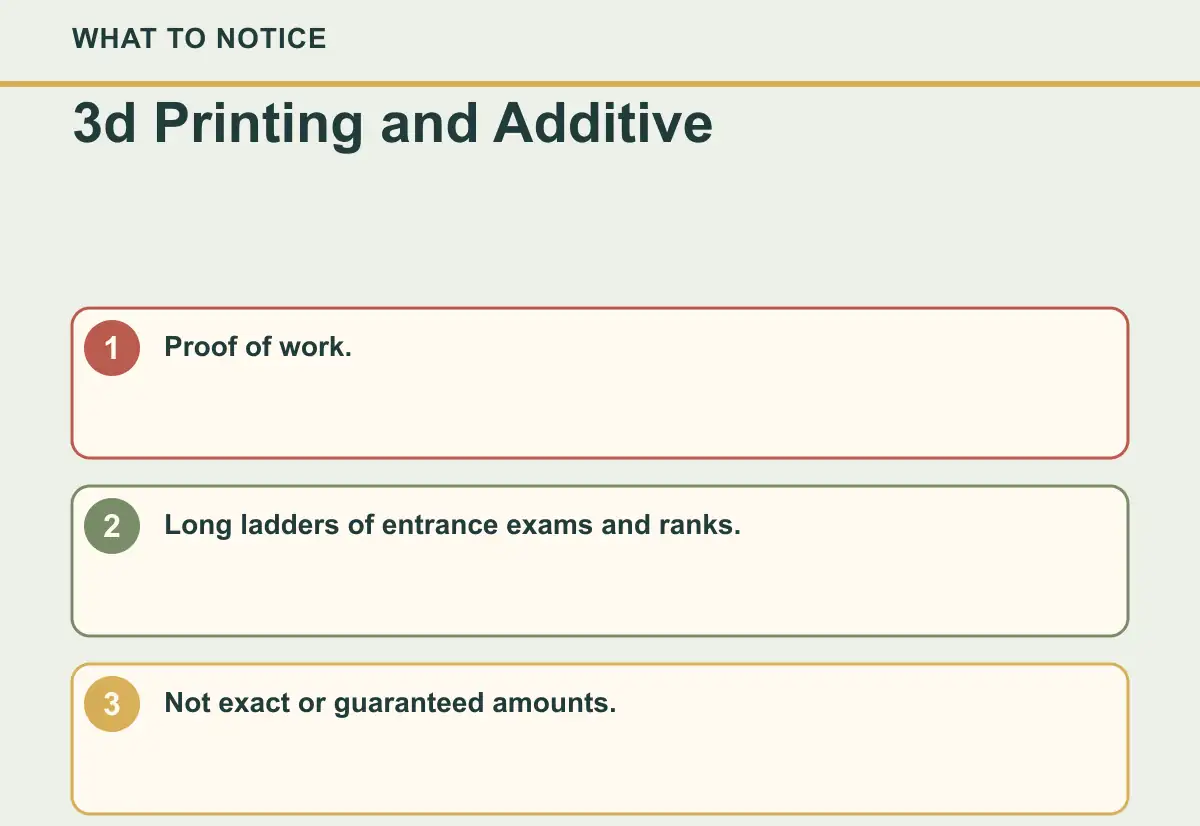 WHAT TO NOTICE
3d Printing and Additive
1 Proof of work.
2 Long ladders of entrance exams and ranks.
3 Not exact or guaranteed amounts.